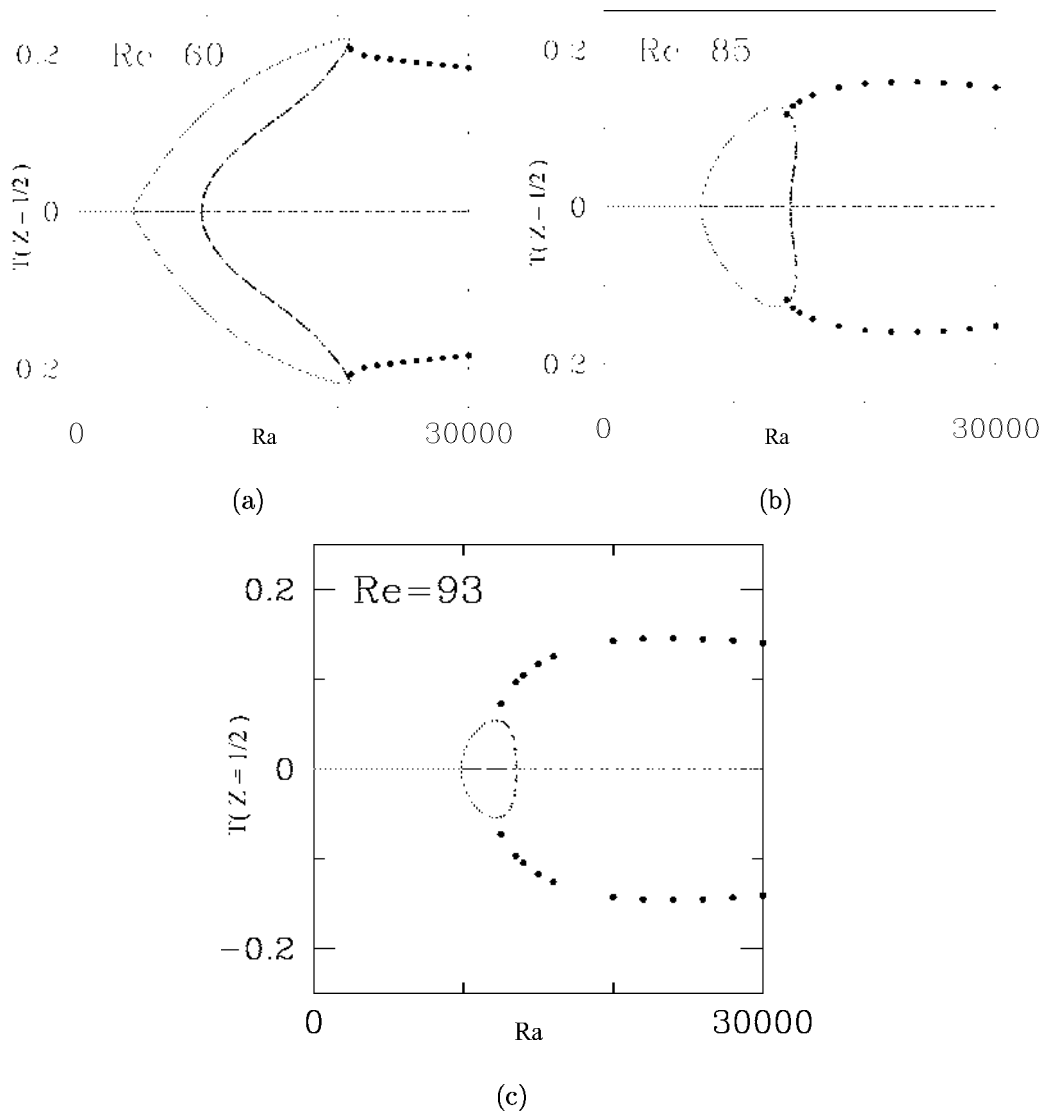 Re 60
0.2
T( Z - 1/2 )
0
0.2
0
Ra
30000
(a)
Re 85
0.2
T( Z - 1/2 )
0
0.2
0
Ra
30000
(b)
Re=93
0.2
T( Z = 1/2 )
0
-0.2
0
Ra
30000
(c)